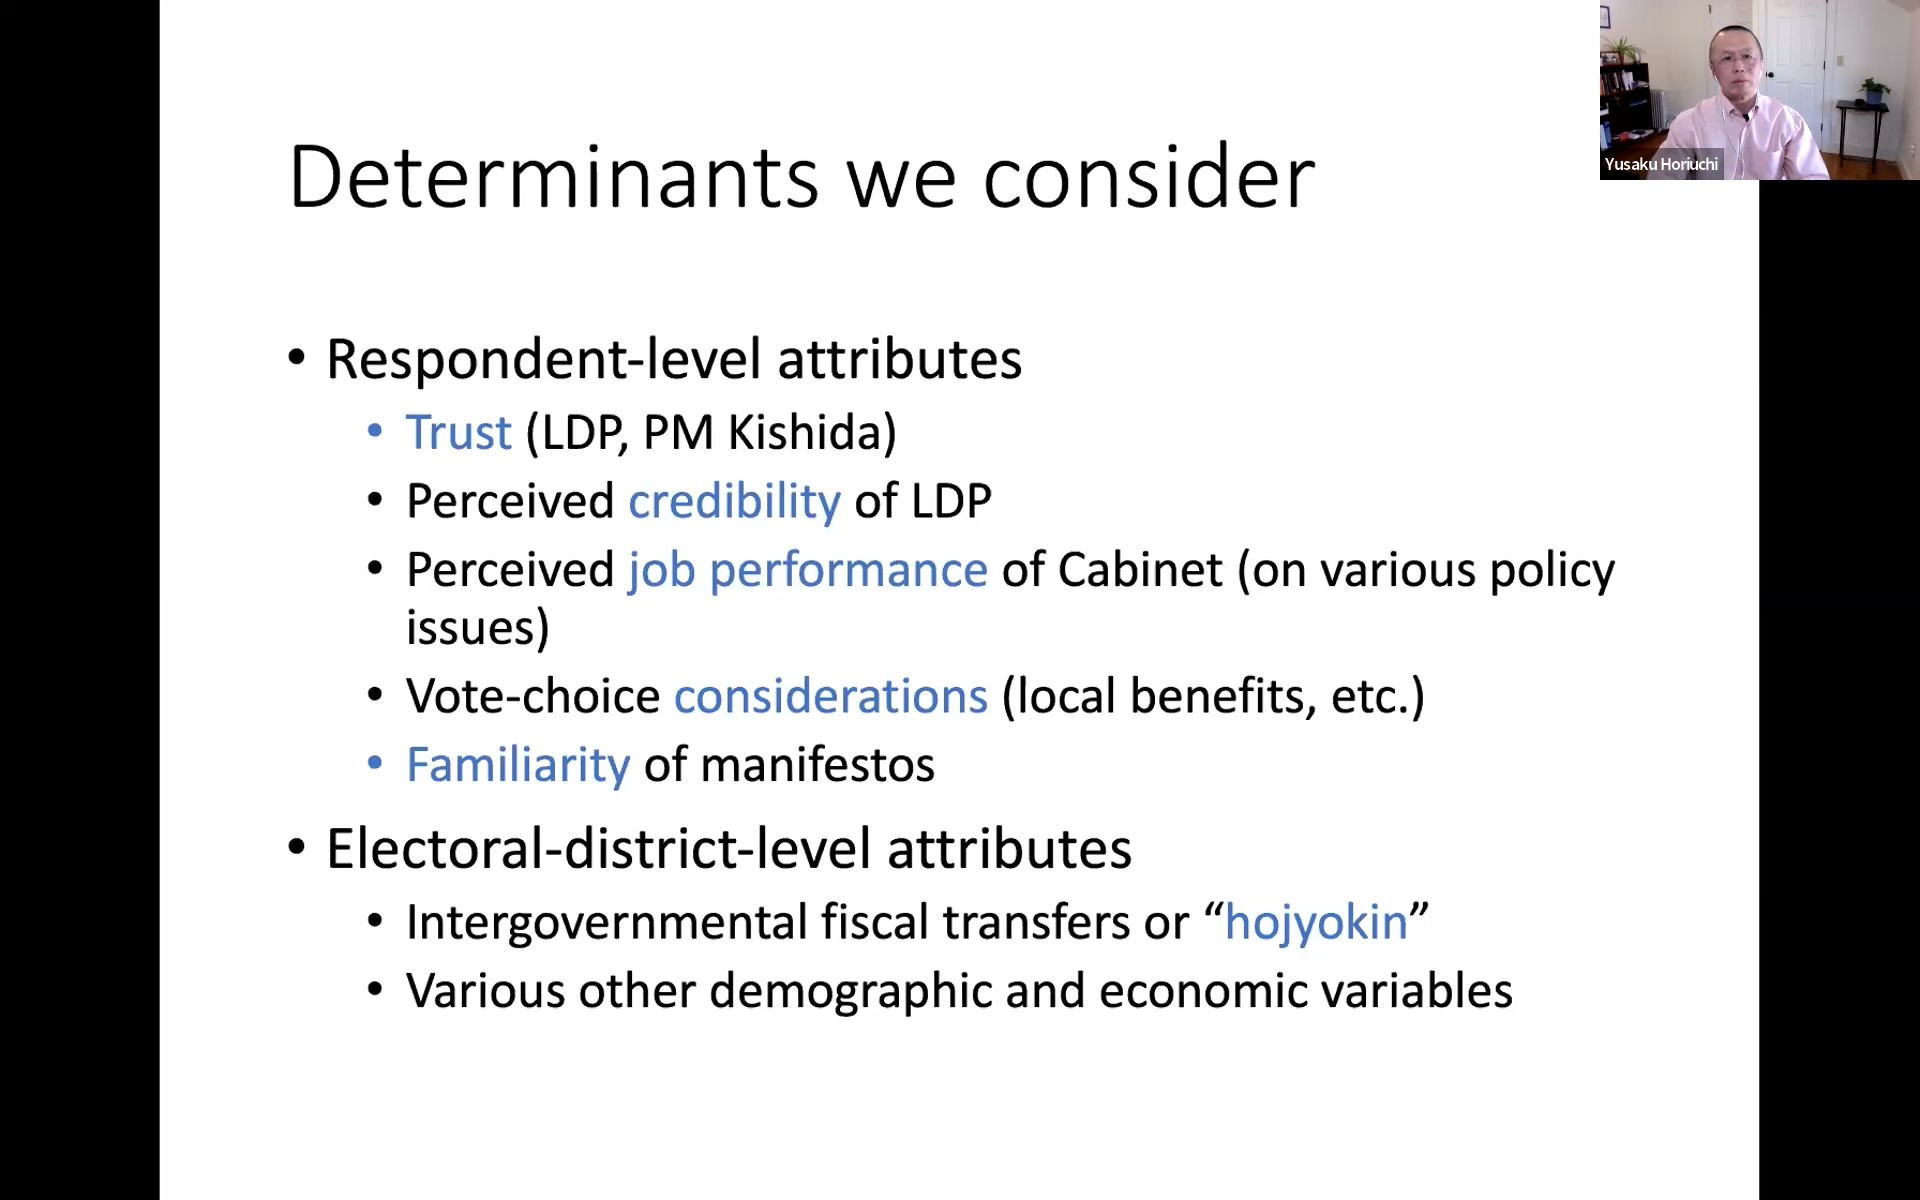 Determinants we consider
Yusaku Horiuchi
• Respondent-level attributes
• Trust (LDP, PM Kishida)
• Perceived credibility of LDP
• Perceived job performance of Cabinet (on various policy
issues)
• Vote-choice considerations (local benefits, etc.)
• Familiarity of manifestos
• Electoral-district-level attributes
• Intergovernmental fiscal transfers or “hojyokin”
• Various other demographic and economic variables